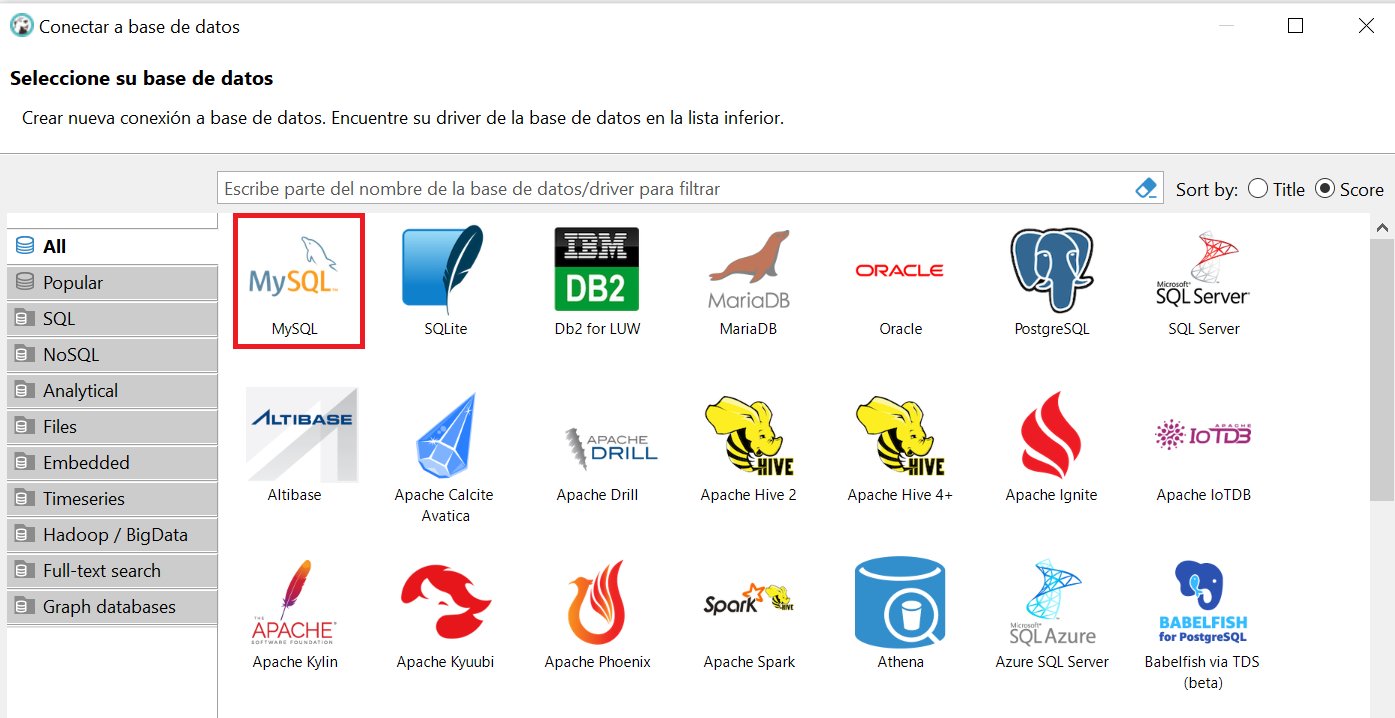 Conectar a base de datos
Seleccione su base de datos
Crear nueva conexión a base de datos. Encuentre su driver de la base de datos en la lista inferior.
Escribe parte del nombre de la base de datos/driver para filtrar
Sort by: Title Score
All
Popular
SQL
NoSQL
Analytical
Files
Embedded
Timeseries
Hadoop / BigData
Full-text search
Graph databases
MySQL
IBM
DB2
MariaDB
ORACLE
Microsoft
SQL Server
MySQL SQLite Db2 for LUW MariaDB Oracle PostgreSQL SQL Server
ALTIBASE
APACHE
DRILL
HIVE
HIVE
APACHE
IoTDB
Altibase Apache Calcite Avatica Apache Drill Apache Hive 2 Apache Hive 4+ Apache Ignite Apache IoTDB
THE
APACHE
SOFTWARE FOUNDATION
Spark HIVE
Microsoft
SQL Azure
BABELFISH
for PostgreSQL
Apache Kylin Apache Kyuubi Apache Phoenix Apache Spark Athena Azure SQL Server Babelfish via TDS
(beta)